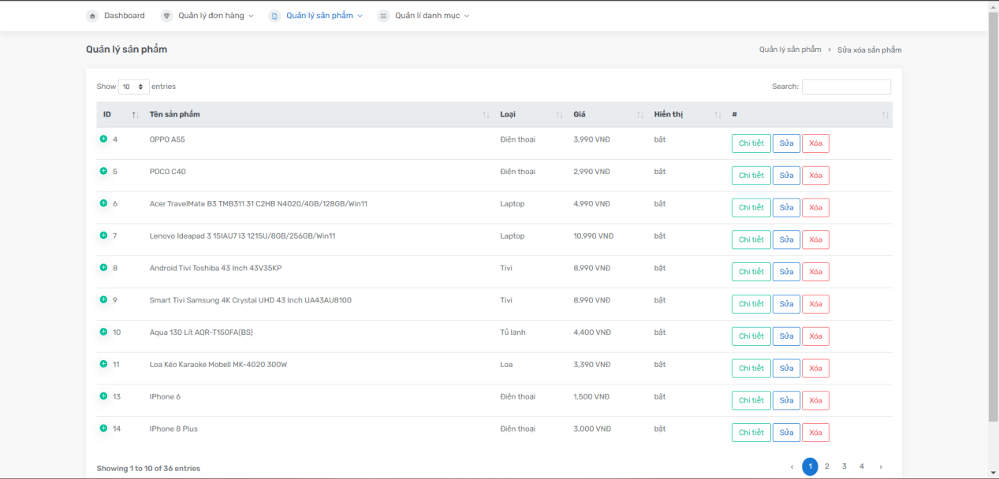 Dashboard Quản lý đơn hàng Quản lý sản phẩm Quản lí danh mục
Quản lý sản phẩm Quản lý sản phẩm › Sửa xóa sản phẩm
Show 10 entries Search:
ID Tên sản phẩm Loại Giá Hiển thị #
4 OPPO A55 Điện thoại 3,990 VNĐ bật Chi tiết Sửa Xóa
5 POCO C40 Điện thoại 2,990 VNĐ bật Chi tiết Sửa Xóa
6 Acer TravelMate B3 TMB311 31 C2HB N4020/4GB/128GB/Win11 Laptop 4,990 VNĐ bật Chi tiết Sửa Xóa
7 Lenovo Ideapad 3 15IAU7 I3 1215U/8GB/256GB/Win11 Laptop 10,990 VNĐ bật Chi tiết Sửa Xóa
8 Android Tivi Toshiba 43 Inch 43V35KP Tivi 8,990 VNĐ bật Chi tiết Sửa Xóa
9 Smart Tivi Samsung 4K Crystal UHD 43 Inch UA43AU8100 Tivi 8,990 VNĐ bật Chi tiết Sửa Xóa
10 Aqua 130 Lít AQR-T150FA(BS) Tủ lạnh 4,400 VNĐ bật Chi tiết Sửa Xóa
11 Loa Kéo Karaoke Mobell MK-4020 300W Loa 3,390 VNĐ bật Chi tiết Sửa Xóa
13 IPhone 6 Điện thoại 1,500 VNĐ bật Chi tiết Sửa Xóa
14 IPhone 8 Plus Điện thoại 3,000 VNĐ bật Chi tiết Sửa Xóa
Showing 1 to 10 of 36 entries ‹ 1 2 3 4 ›